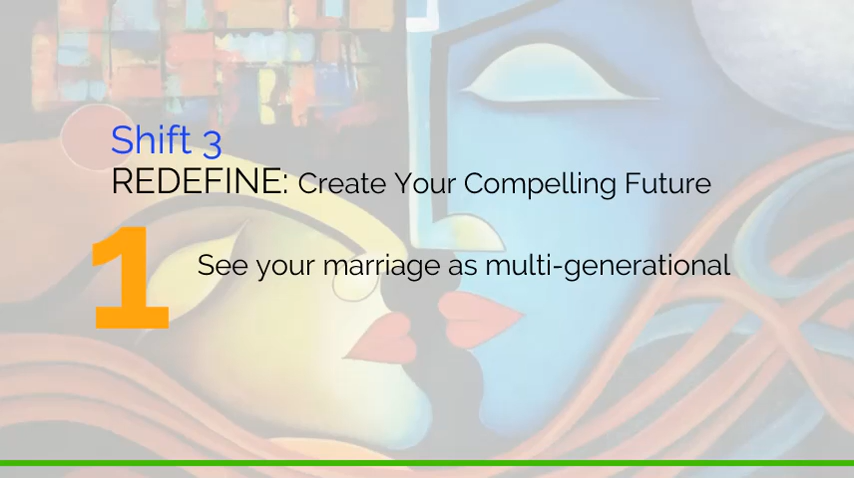 Shift 3
REDEFINE: Create Your Compelling Future
1
See your marriage as multi-generational